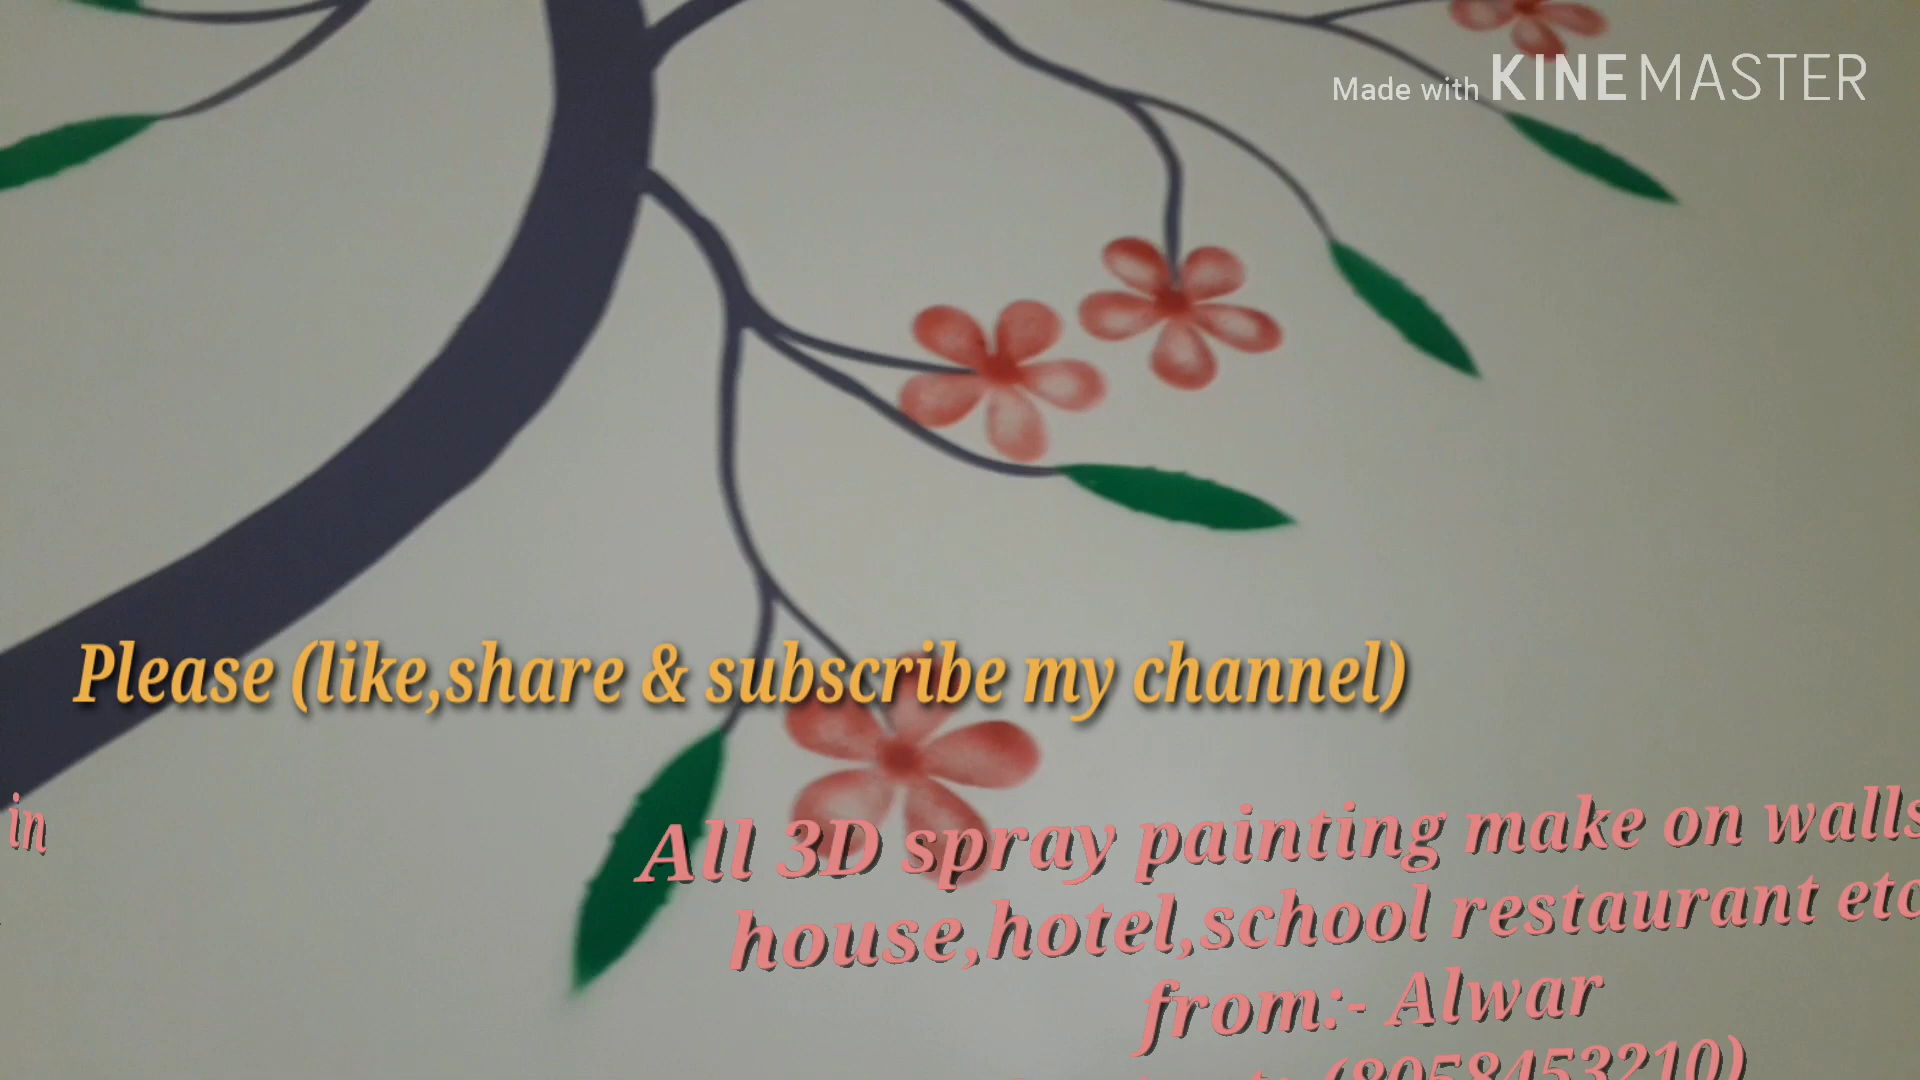 Made with KINEMASTER
Please (like,share & subscribe my channel)
in
All 3D spray painting make on walls
house,hotel,school restaurant etc
from:- Alwar
(8058453210)